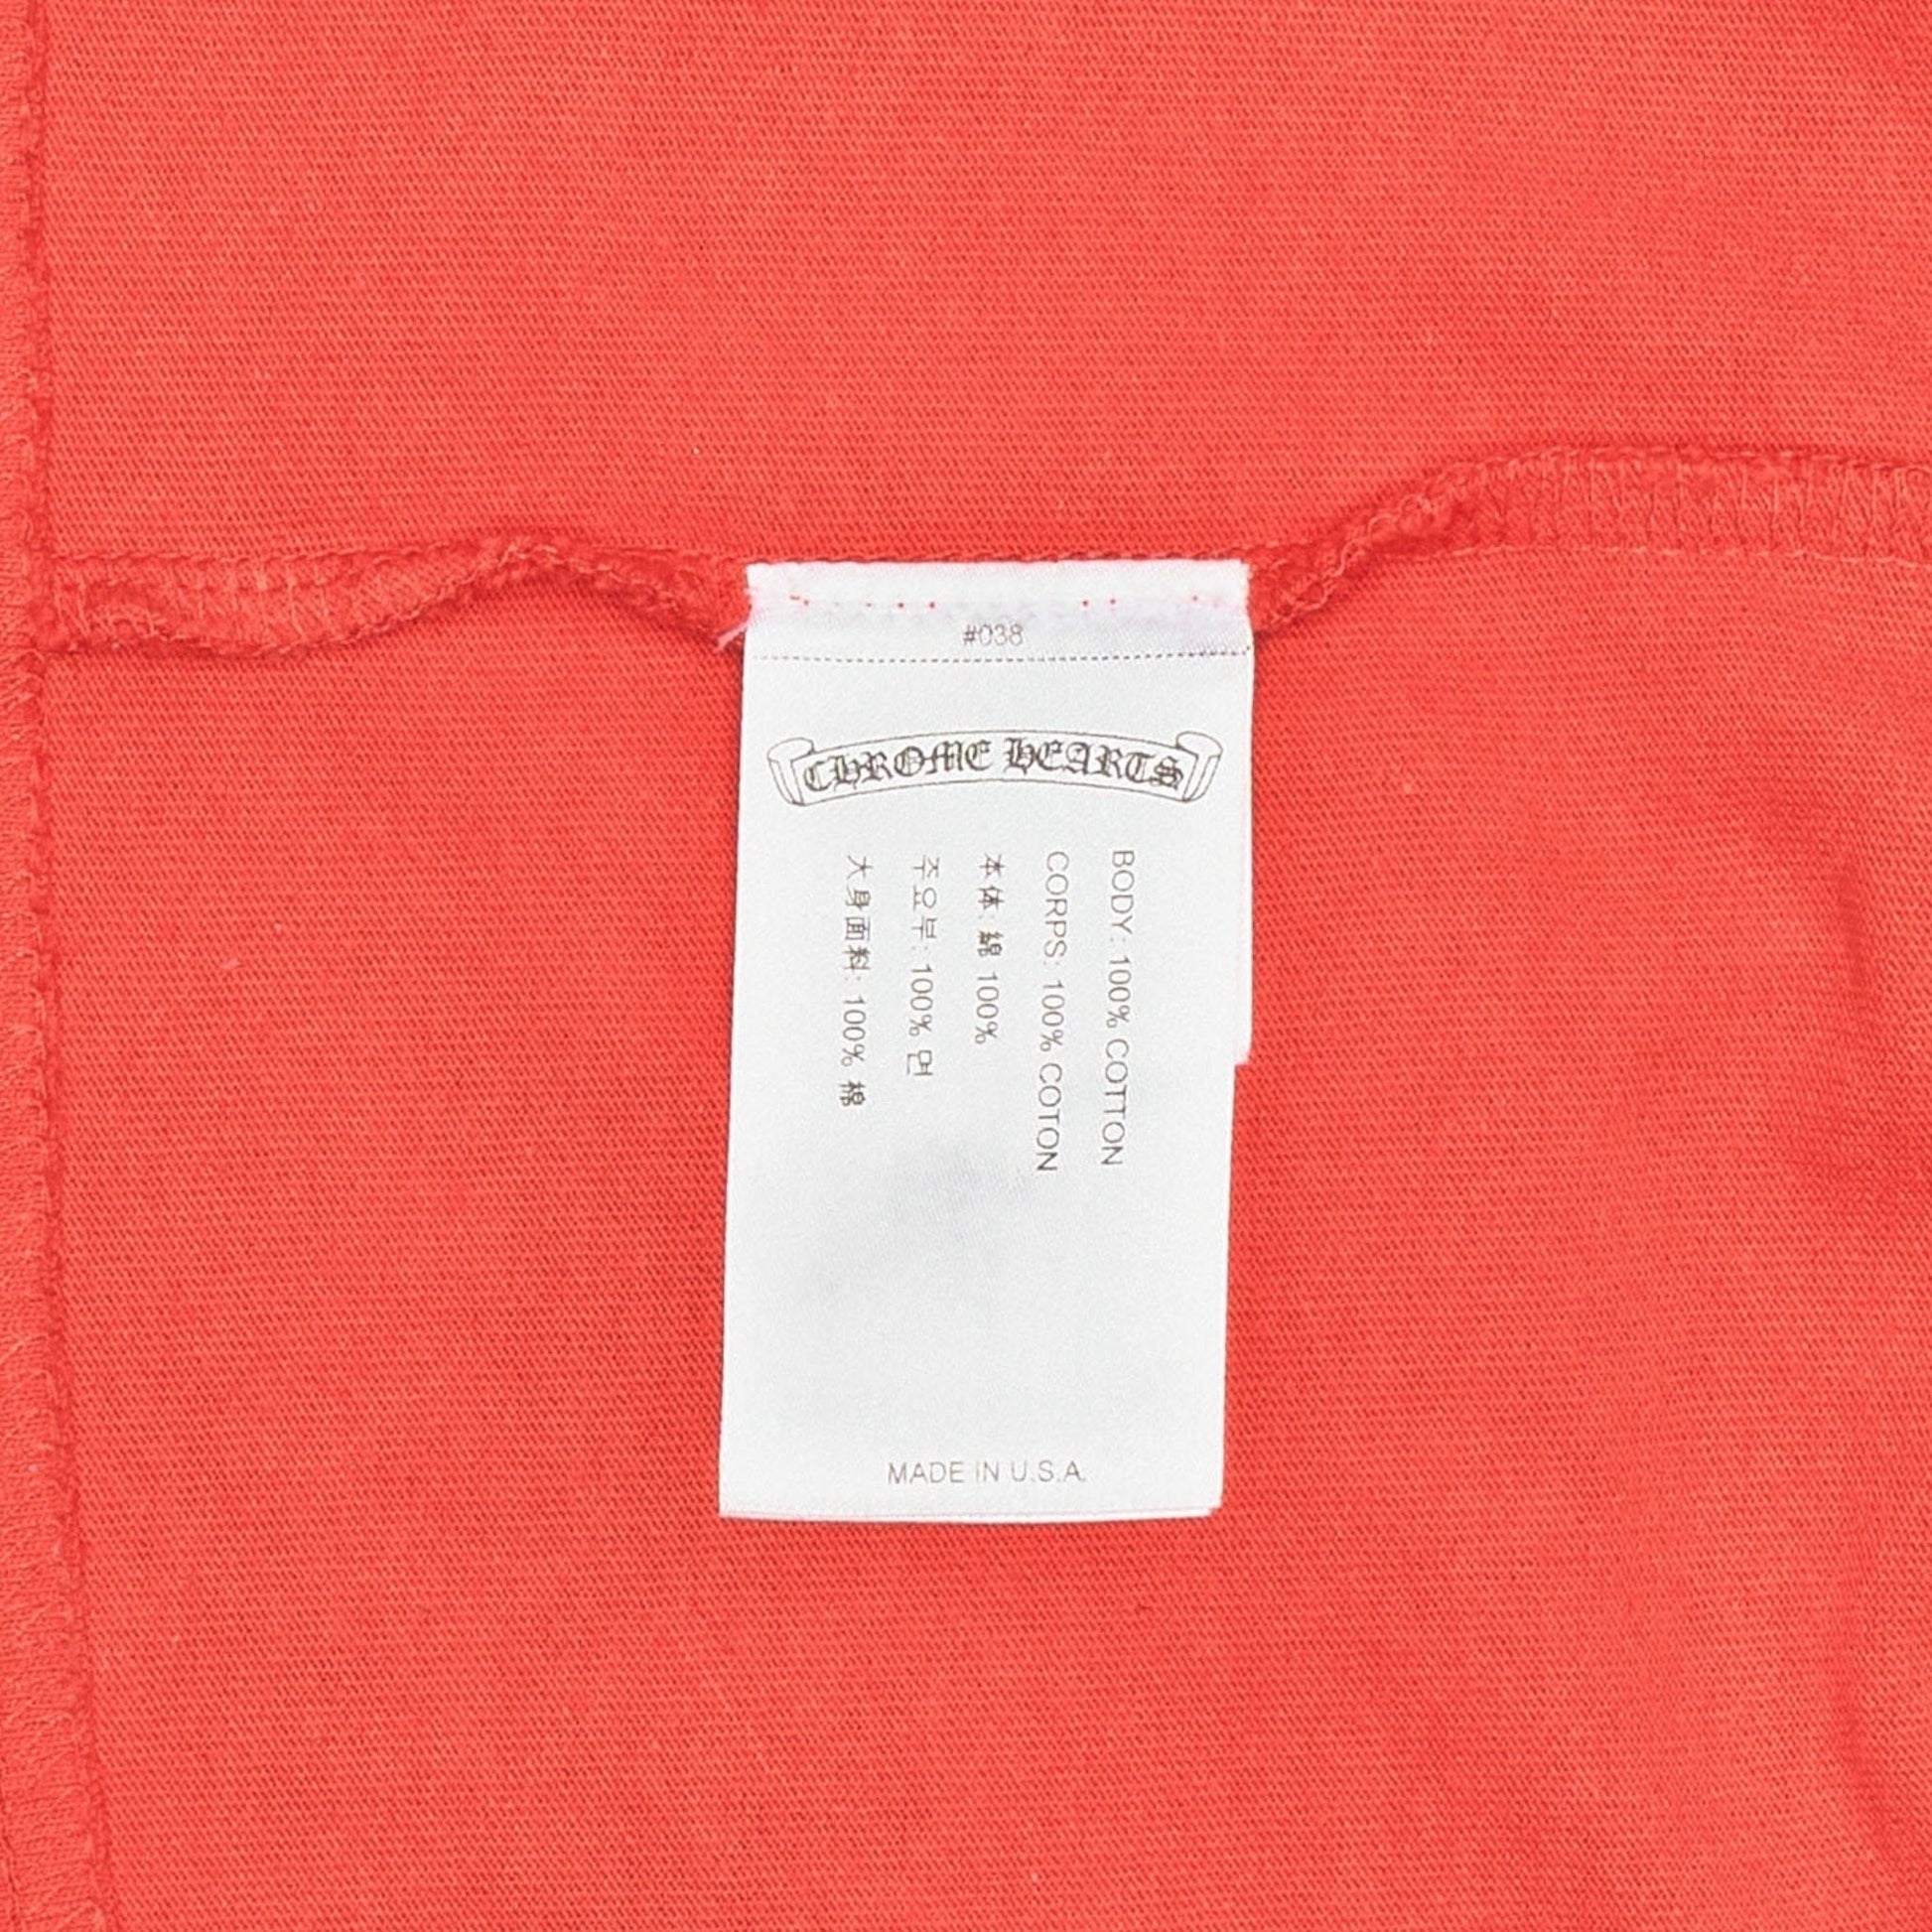 #038
CHROME HEARTS
BODY: 100% COTTON
CORPS: 100% COTON
本体: 綿 100%
주요부: 100% 면
大身面料: 100% 棉
MADE IN U.S.A.